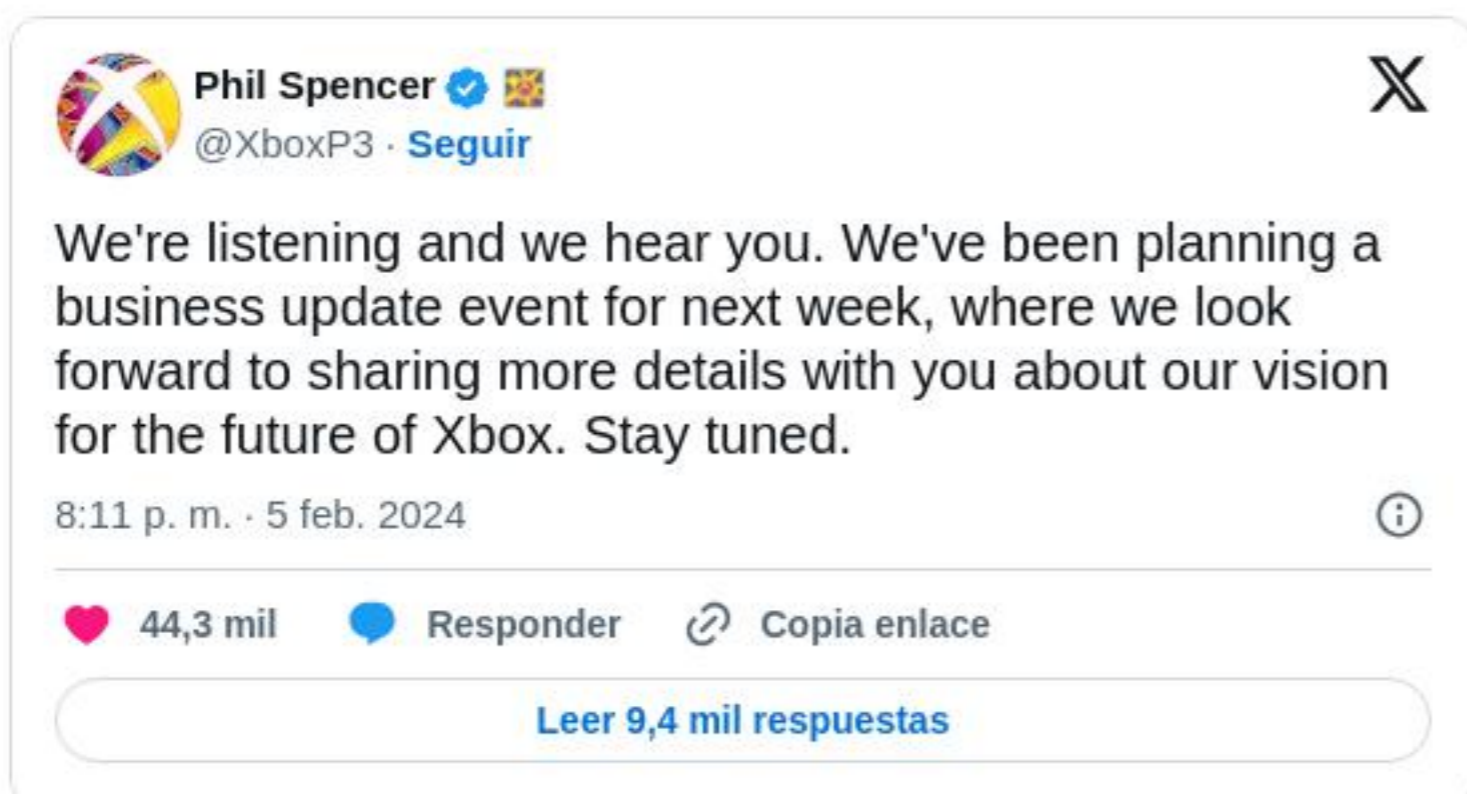 Phil Spencer
@XboxP3 · Seguir
We're listening and we hear you. We've been planning a
business update event for next week, where we look
forward to sharing more details with you about our vision
for the future of Xbox. Stay tuned.
8:11 p. m. · 5 feb. 2024
44,3 mil Responder Copia enlace
Leer 9,4 mil respuestas